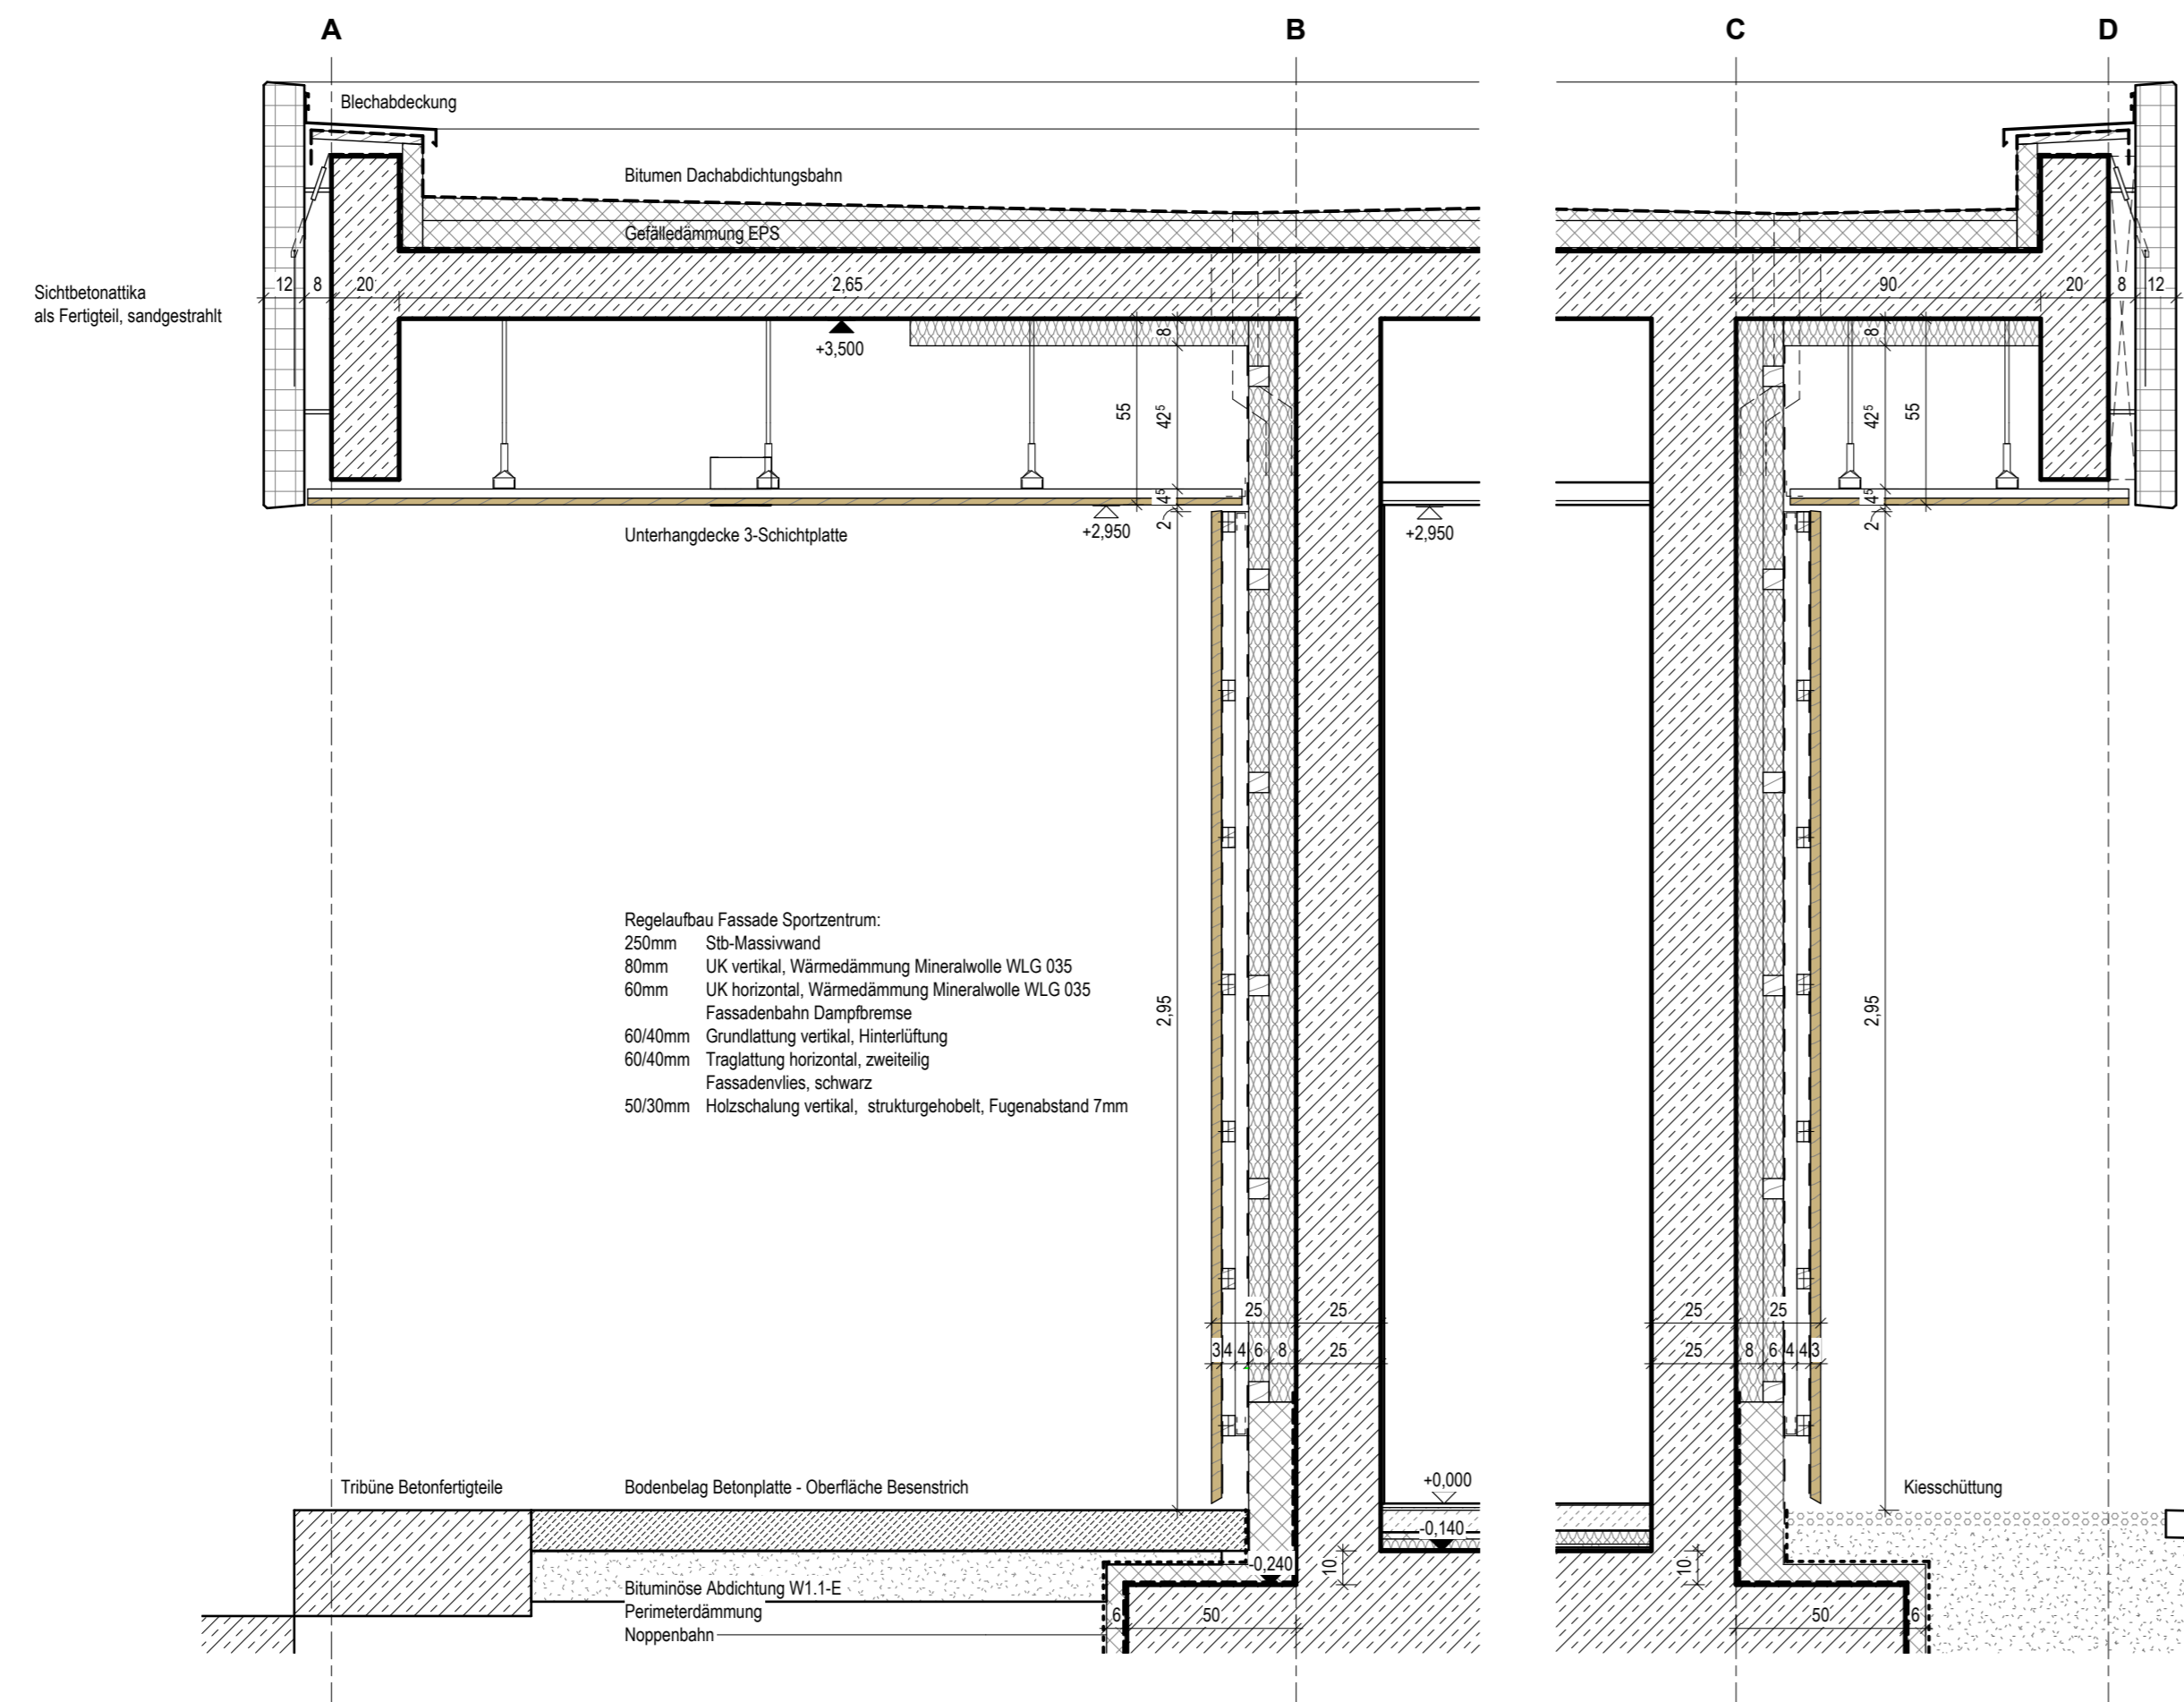 A B C D
Blechabdeckung
Bitumen Dachabdichtungsbahn
Gefälledämmung EPS
12 8 20 2,65 90 20 8 12
Sichtbetonattika
als Fertigteil, sandgestrahlt
+3,500
8 8
55 42⁵ 42⁵ 55
4⁵ 4⁵
2 2
+2,950 +2,950
Unterhangdecke 3-Schichtplatte
Regelaufbau Fassade Sportzentrum:
250mm Stb-Massivwand
80mm UK vertikal, Wärmedämmung Mineralwolle WLG 035
60mm UK horizontal, Wärmedämmung Mineralwolle WLG 035
Fassadenbahn Dampfbremse
60/40mm Grundlattung vertikal, Hinterlüftung
60/40mm Traglattung horizontal, zweiteilig
Fassadenvlies, schwarz
50/30mm Holzschalung vertikal, strukturgehobelt, Fugenabstand 7mm
2,95 2,95
25 25 25 25
3 4 4 6 8 25 25 8 6 4 4 3
Tribüne Betonfertigteile
Bodenbelag Betonplatte - Oberfläche Besenstrich
+0,000
Kiesschüttung
-0,140
-0,240
10 10
Bituminöse Abdichtung W1.1-E
Perimeterdämmung
Noppenbahn
6 50 50 6